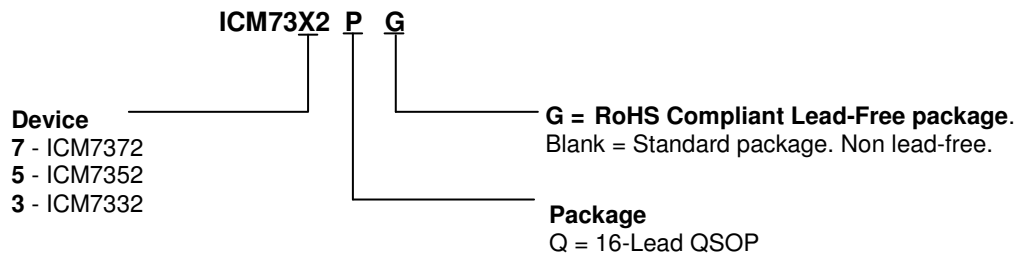 ICM73X2 P G
Device
7 - ICM7372
5 - ICM7352
3 - ICM7332
G = RoHS Compliant Lead-Free package.
Blank = Standard package. Non lead-free.
Package
Q = 16-Lead QSOP